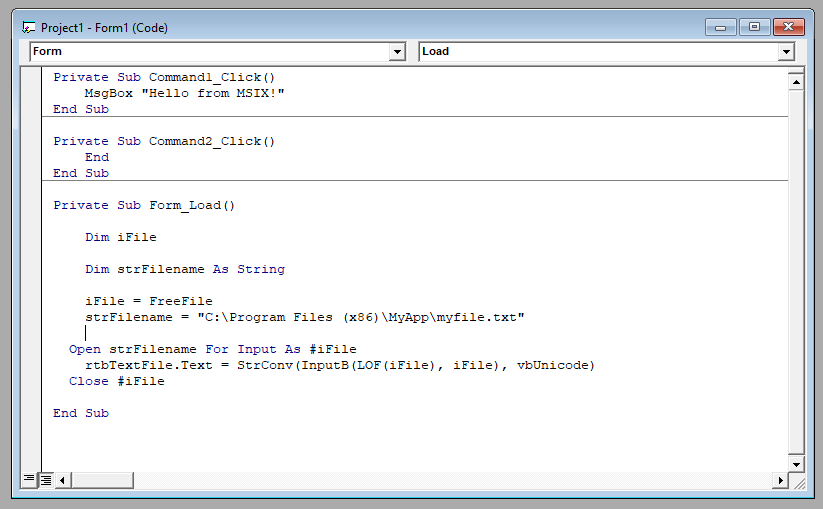 Project1 - Form1 (Code)
Form Load
Private Sub Command1_Click()
    MsgBox "Hello from MSIX!"
End Sub
Private Sub Command2_Click()
    End
End Sub
Private Sub Form_Load()
    Dim iFile
    Dim strFilename As String
    iFile = FreeFile
    strFilename = "C:\Program Files (x86)\MyApp\myfile.txt"
  Open strFilename For Input As #iFile
    rtbTextFile.Text = StrConv(InputB(LOF(iFile), iFile), vbUnicode)
  Close #iFile
End Sub